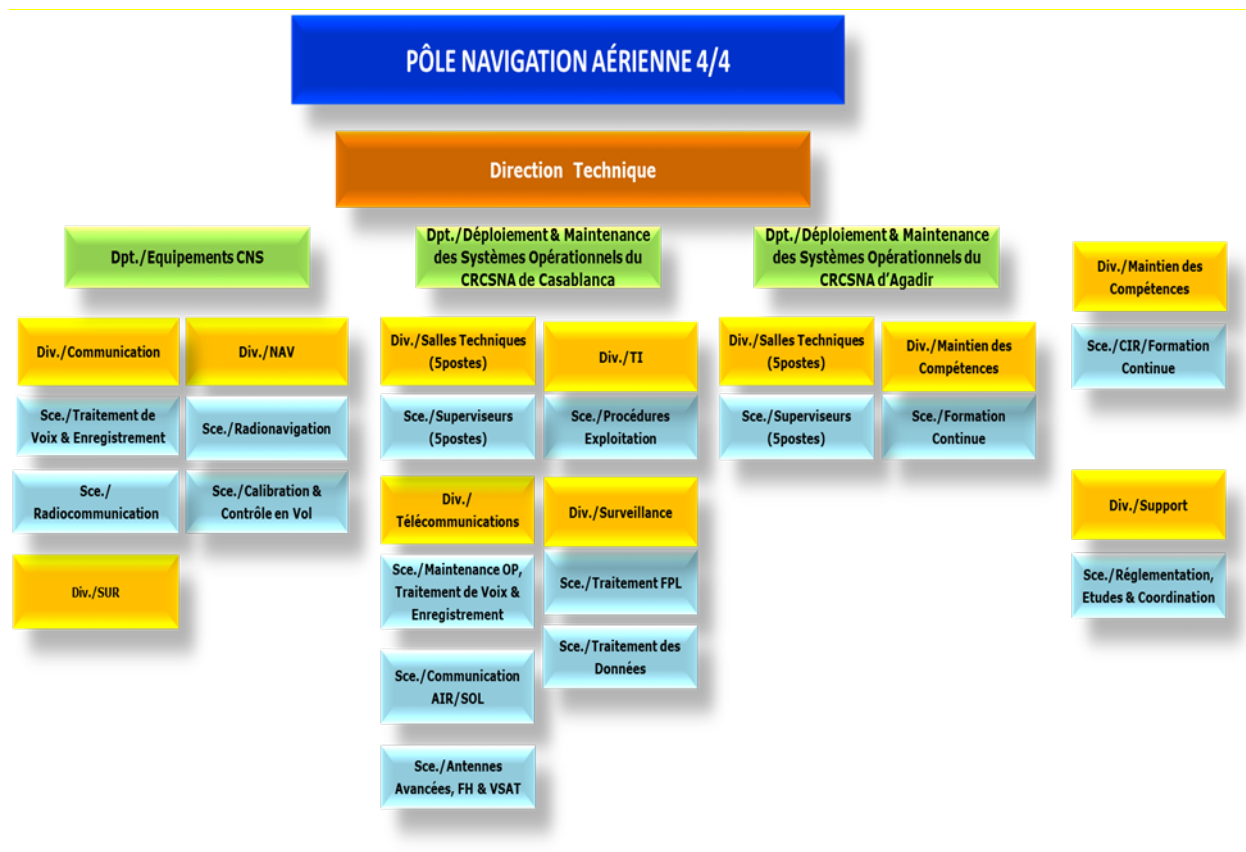 PÔLE NAVIGATION AÉRIENNE 4/4
Direction Technique
Dpt./Equipements CNS
Div./Communication
Sce./Traitement de
Voix & Enregistrement
Sce./
Radiocommunication
Div./SUR
Div./NAV
Sce./Radionavigation
Sce./Calibration &
Contrôle en Vol
Dpt./Déploiement & Maintenance
des Systèmes Opérationnels du
CRCSNA de Casablanca
Div./Salles Techniques
(5postes)
Sce./Superviseurs
(5postes)
Div./
Télécommunications
Sce./Maintenance OP,
Traitement de Voix &
Enregistrement
Sce./Communication
AIR/SOL
Sce./Antennes
Avancées, FH & VSAT
Div./TI
Sce./Procédures
Exploitation
Div./Surveillance
Sce./Traitement FPL
Sce./Traitement des
Données
Dpt./Déploiement & Maintenance
des Systèmes Opérationnels du
CRCSNA d'Agadir
Div./Salles Techniques
(5postes)
Sce./Superviseurs
(5postes)
Div./Maintien des
Compétences
Sce./Formation
Continue
Div./Maintien des
Compétences
Sce./CIR/Formation
Continue
Div./Support
Sce./Réglementation,
Etudes & Coordination